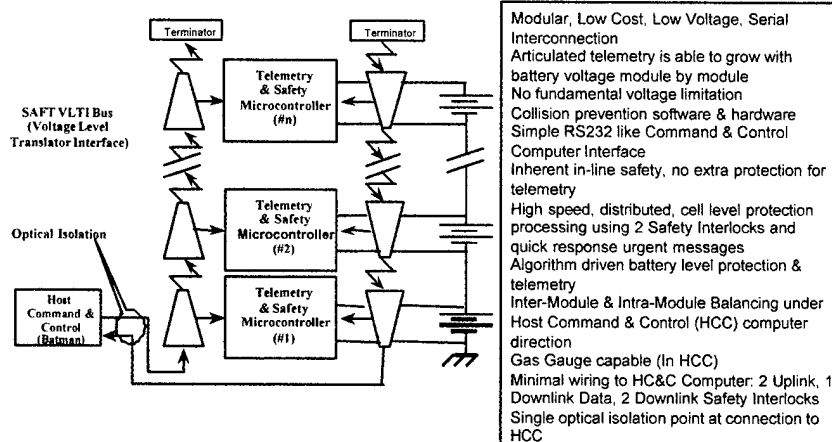 Terminator
Terminator
Telemetry
& Safety
Microcontroller
(#n)
SAFT VLTI Bus
(Voltage Level
Translator Interface)
Telemetry
& Safety
Microcontroller
(#2)
Optical Isolation
Telemetry
& Safety
Microcontroller
(#1)
Host
Command &
Control
(Batman)
Modular, Low Cost, Low Voltage, Serial
Interconnection
Articulated telemetry is able to grow with
battery voltage module by module
No fundamental voltage limitation
Collision prevention software & hardware
Simple RS232 like Command & Control
Computer Interface
Inherent in-line safety, no extra protection for
telemetry
High speed, distributed, cell level protection
processing using 2 Safety Interlocks and
quick response urgent messages
Algorithm driven battery level protection &
telemetry
Inter-Module & Intra-Module Balancing under
Host Command & Control (HCC) computer
direction
Gas Gauge capable (In HCC)
Minimal wiring to HC&C Computer: 2 Uplink, 1
Downlink Data, 2 Downlink Safety Interlocks
Single optical isolation point at connection to
HCC